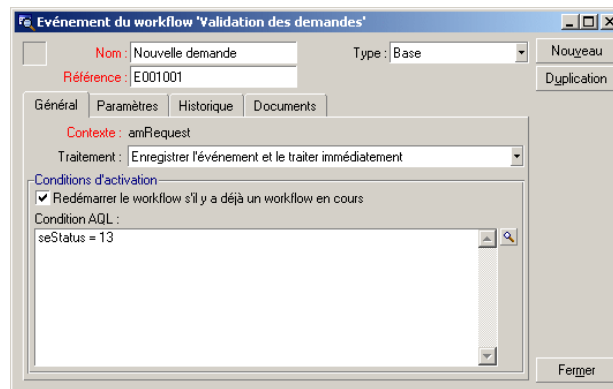 Evénement du workflow 'Validation des demandes'
Nom : Nouvelle demande Type : Base Nouveau
Référence : E001001 Duplication
Général Paramètres Historique Documents
Contexte : amRequest
Traitement : Enregistrer l'événement et le traiter immédiatement
Conditions d'activation
Redémarrer le workflow s'il y a déjà un workflow en cours
Condition AQL :
seStatus = 13
Fermer